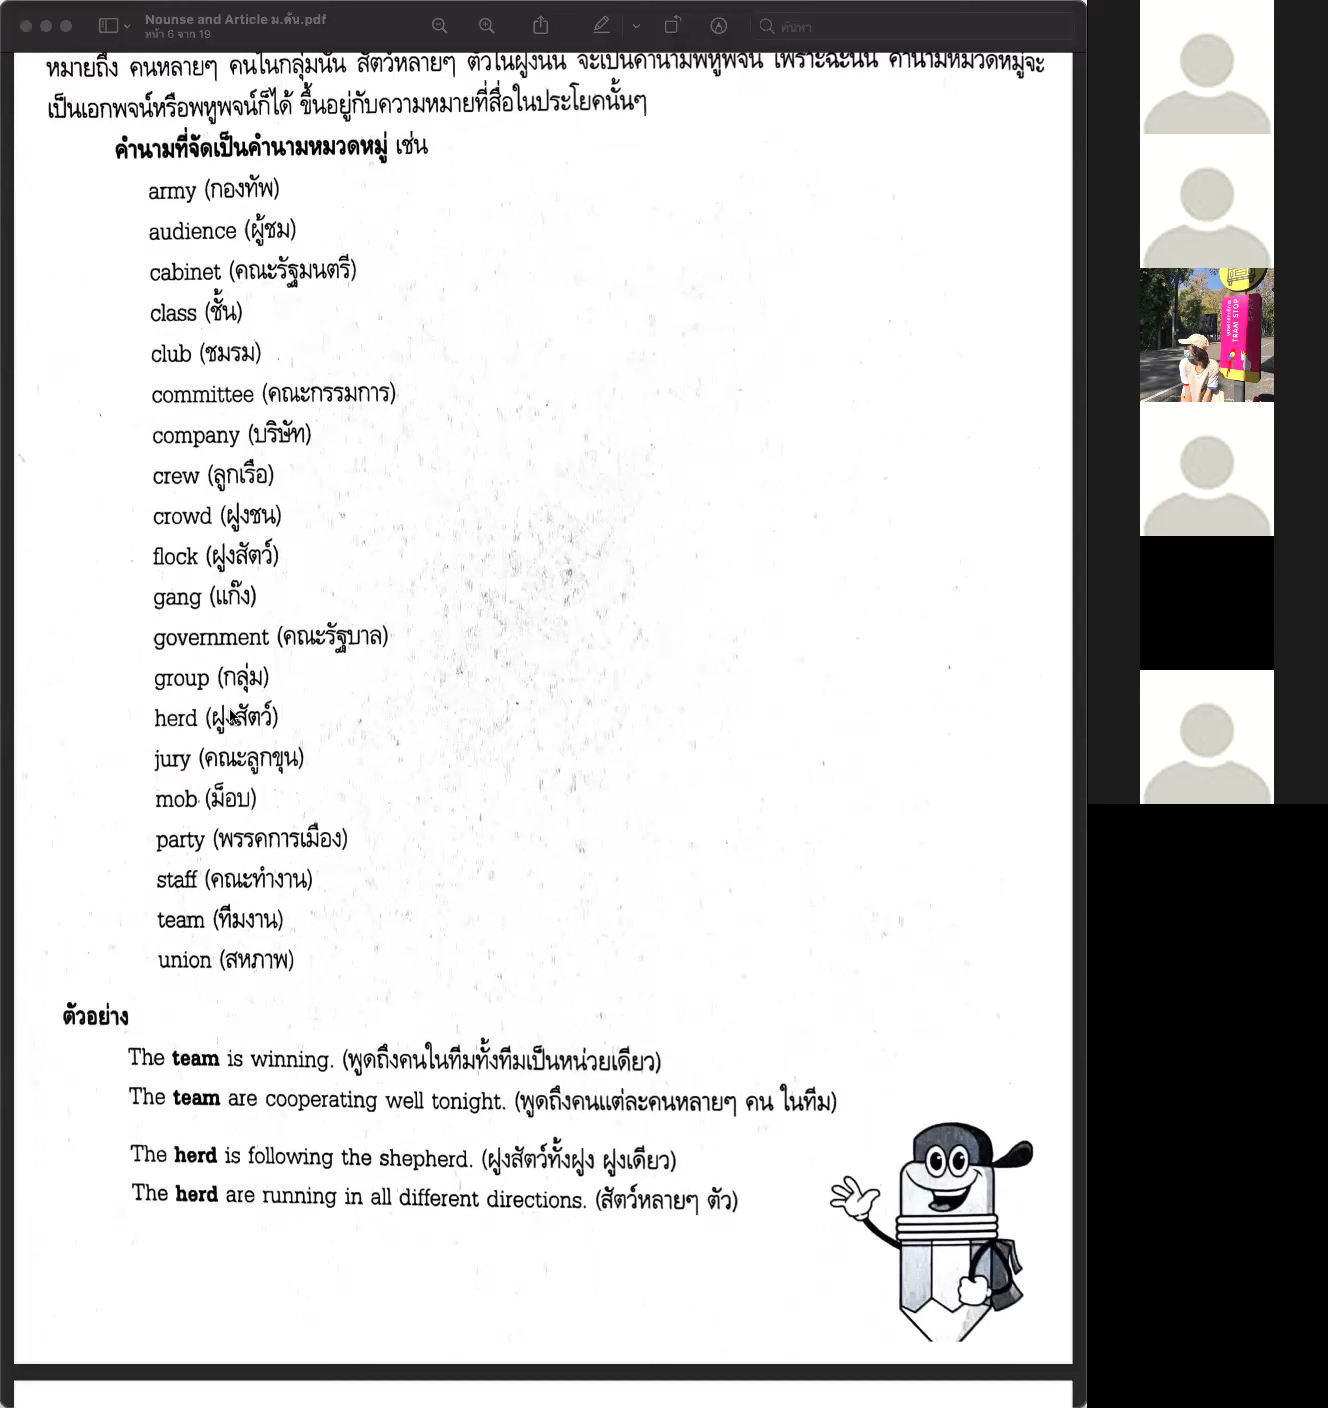 Nounse and Article ม.ต้น.pdf
หน้า 6 จาก 19
ค้นหา
หมายถึง คนหลายๆ คนในกลุ่มนั้น สัตว์หลายๆ ตัวในฝูงนั้น จะเป็นคำนามพหูพจน์ เพราะฉะนั้น คำนามหมวดหมู่จะ
เป็นเอกพจน์หรือพหูพจน์ก็ได้ ขึ้นอยู่กับความหมายที่สื่อในประโยคนั้นๆ
คำนามที่จัดเป็นคำนามหมวดหมู่ เช่น
army (กองทัพ)
audience (ผู้ชม)
cabinet (คณะรัฐมนตรี)
class (ชั้น)
club (ชมรม)
committee (คณะกรรมการ)
company (บริษัท)
crew (ลูกเรือ)
crowd (ฝูงชน)
flock (ฝูงสัตว์)
gang (แก๊ง)
government (คณะรัฐบาล)
group (กลุ่ม)
herd (ฝูงสัตว์)
jury (คณะลูกขุน)
mob (ม็อบ)
party (พรรคการเมือง)
staff (คณะทำงาน)
team (ทีมงาน)
union (สหภาพ)
ตัวอย่าง
The team is winning. (พูดถึงคนในทีมทั้งทีมเป็นหน่วยเดียว)
The team are cooperating well tonight. (พูดถึงคนแต่ละคนหลายๆ คน ในทีม)
The herd is following the shepherd. (ฝูงสัตว์ทั้งฝูง ฝูงเดียว)
The herd are running in all different directions. (สัตว์หลายๆ ตัว)
TRAM STOP